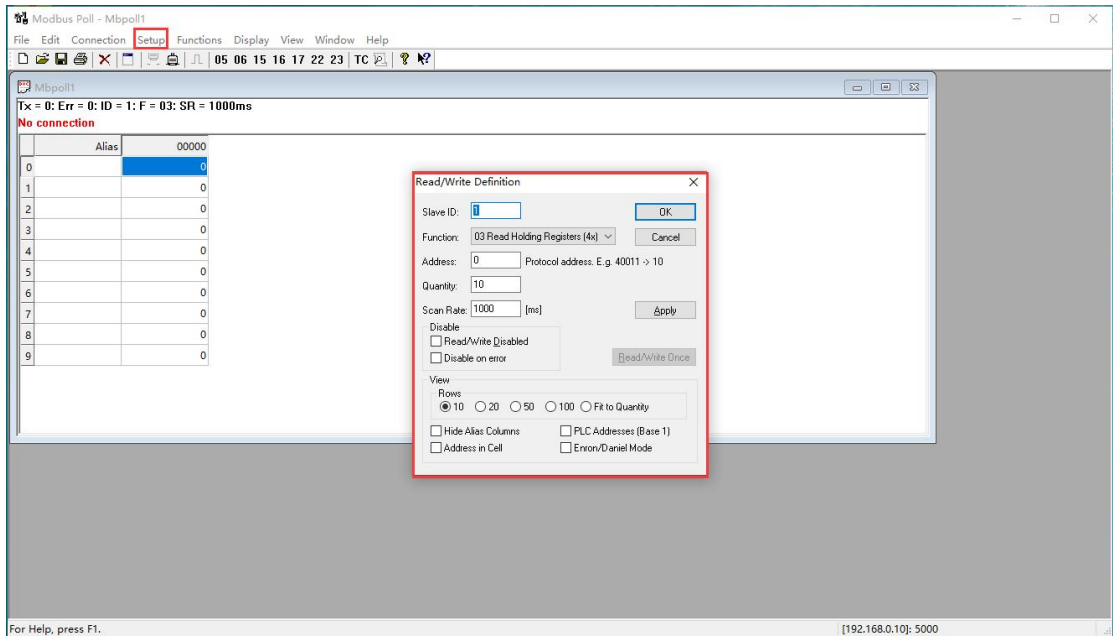 Modbus Poll - Mbpoll1
File Edit Connection Setup Functions Display View Window Help
05 06 15 16 17 22 23 TC
Mbpoll1
Tx = 0: Err = 0: ID = 1: F = 03: SR = 1000ms
No connection
Alias 00000
0 0
1 0
2 0
3 0
4 0
5 0
6 0
7 0
8 0
9 0
Read/Write Definition
Slave ID: 1 OK
Function: 03 Read Holding Registers (4x) Cancel
Address: 0 Protocol address. E.g. 40011 -> 10
Quantity: 10
Scan Rate: 1000 [ms] Apply
Disable
Read/Write Disabled
Disable on error Read/Write Once
View
Rows
10 20 50 100 Fit to Quantity
Hide Alias Columns PLC Addresses (Base 1)
Address in Cell Enron/Daniel Mode
For Help, press F1. [192.168.0.10]: 5000